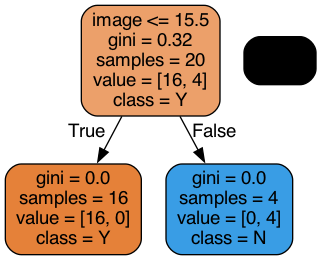 image <= 15.5
gini = 0.32
samples = 20
value = [16, 4]
class = Y
True
False
gini = 0.0
samples = 16
value = [16, 0]
class = Y
gini = 0.0
samples = 4
value = [0, 4]
class = N